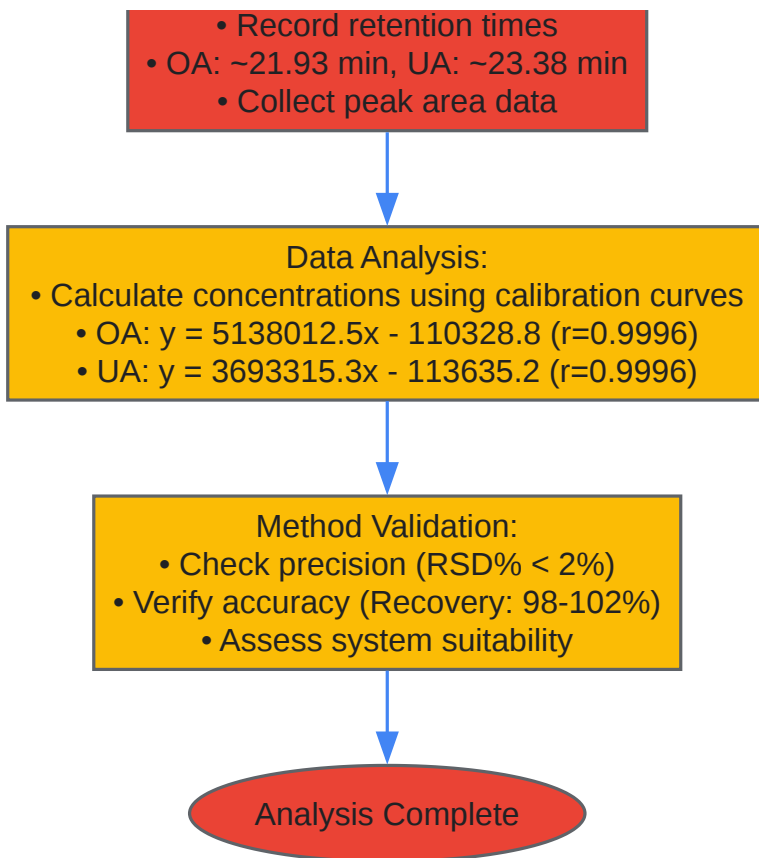 • Record retention times
• OA: ~21.93 min, UA: ~23.38 min
• Collect peak area data
Data Analysis:
• Calculate concentrations using calibration curves
• OA: y = 5138012.5x - 110328.8 (r=0.9996)
• UA: y = 3693315.3x - 113635.2 (r=0.9996)
Method Validation:
• Check precision (RSD% < 2%)
• Verify accuracy (Recovery: 98-102%)
• Assess system suitability
Analysis Complete